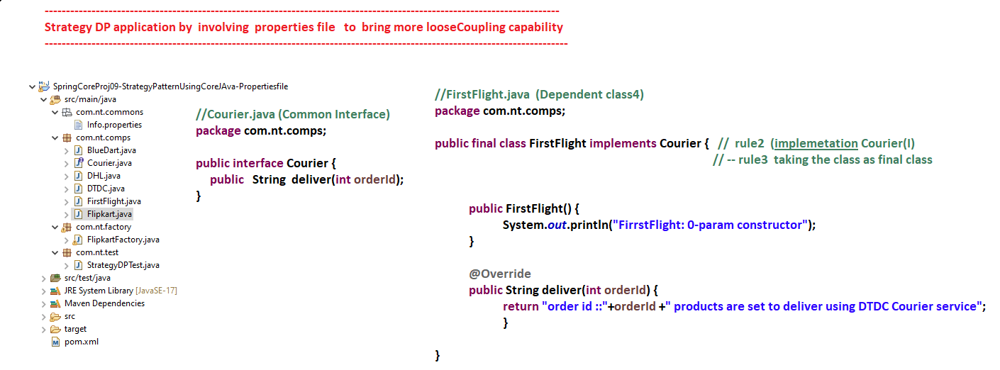 -----------------------------------------------------------------------------------------------------------------------
Strategy DP application by involving properties file to bring more looseCoupling capability
-------------------------------------------------------------------------------------------------------------------------
SpringCoreProj09-StrategyPatternUsingCoreJAva-Propertiesfile
src/main/java
com.nt.commons
Info.properties
com.nt.comps
BlueDart.java
Courier.java
DHL.java
DTDC.java
FirstFlight.java
Flipkart.java
com.nt.factory
FlipkartFactory.java
com.nt.test
StrategyDPTest.java
src/test/java
JRE System Library [JavaSE-17]
Maven Dependencies
src
target
pom.xml
//Courier.java (Common Interface)
package com.nt.comps;
public interface Courier {
public String deliver(int orderId);
}
//FirstFlight.java (Dependent class4)
package com.nt.comps;
public final class FirstFlight implements Courier { // rule2 (implemetation Courier(I)
// -- rule3 taking the class as final class
public FirstFlight() {
System.out.println("FirrstFlight: 0-param constructor");
}
@Override
public String deliver(int orderId) {
return "order id ::"+orderId +" products are set to deliver using DTDC Courier service";
}
}